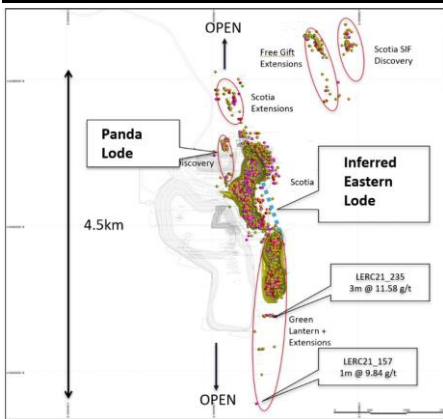 OPEN
Free Gift
Extensions
Scotia SIF
Discovery
Scotia
Extensions
Panda
Lode
Discovery
Inferred
Eastern
Lode
Scotia
4.5km
LERC21_235
3m @ 11.58 g/t
Green
Lantern +
Extensions
LERC21_157
1m @ 9.84 g/t
OPEN